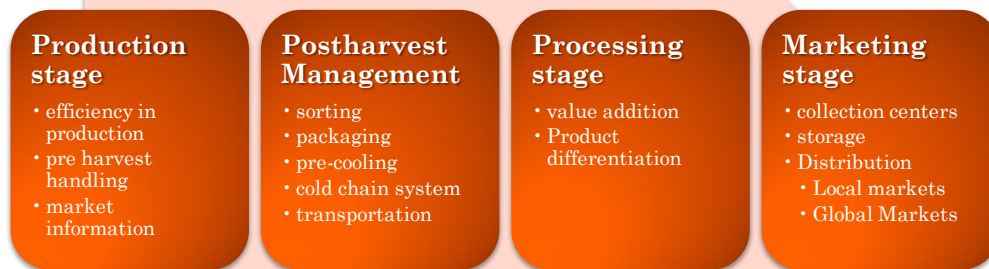 Production
stage
• efficiency in
production
• pre harvest
handling
• market
information
Postharvest
Management
• sorting
• packaging
• pre-cooling
• cold chain system
• transportation
Processing
stage
• value addition
• Product
differentiation
Marketing
stage
• collection centers
• storage
• Distribution
• Local markets
• Global Markets